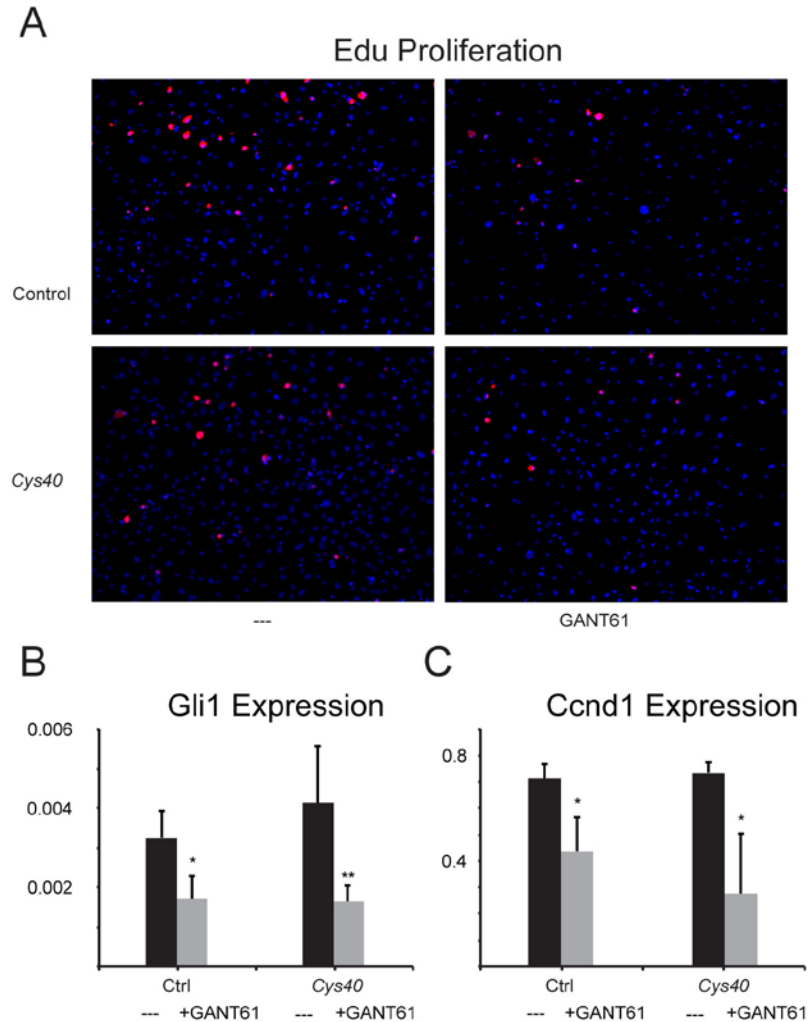 A
Edu Proliferation
Control
Cys40
---
GANT61
B
Gli1 Expression
0.006
0.004
0.002
*
**
Ctrl
Cys40
---
+GANT61
---
+GANT61
C
Ccnd1 Expression
0.8
0.4
*
*
Ctrl
Cys40
---
+GANT61
---
+GANT61